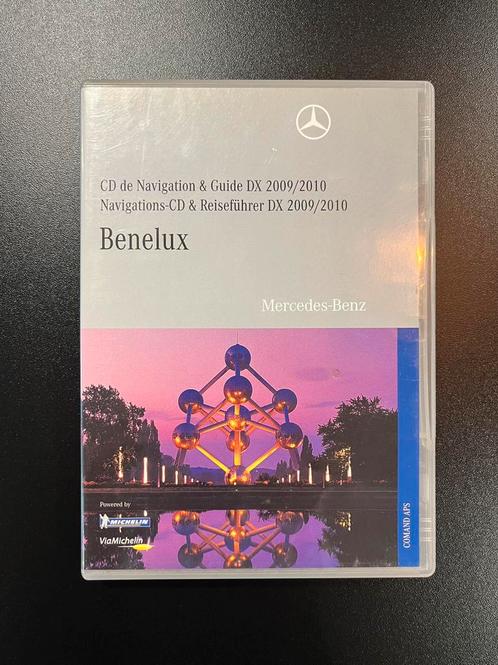 CD de Navigation & Guide DX 2009/2010
Navigations-CD & Reiseführer DX 2009/2010
Benelux
Mercedes-Benz
Powered by
MICHELIN
ViaMichelin
COMAND APS